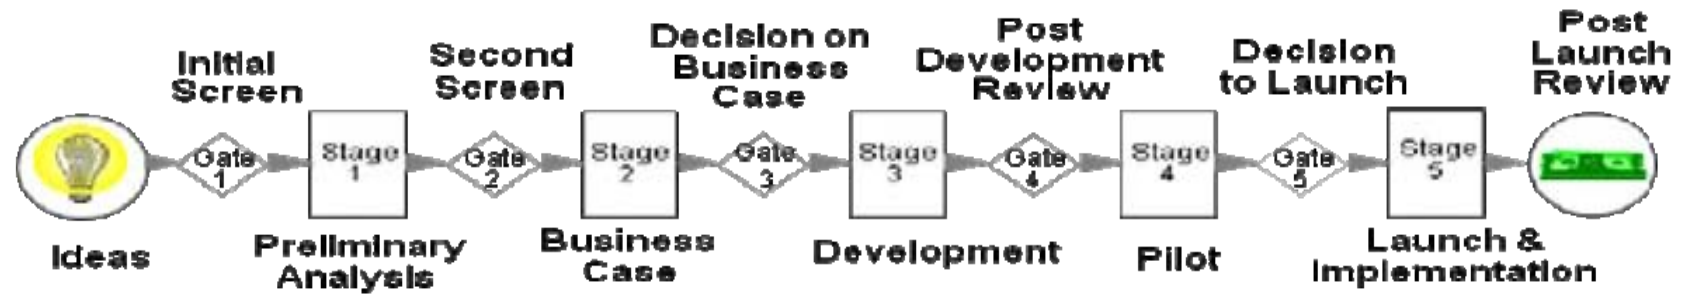 Initial
Screen
Second
Screen
Decision on
Business
Case
Post
Development
Review
Decision
to Launch
Post
Launch
Review
Gate
1
Stage
1
Gate
2
Stage
2
Gate
3
Stage
3
Gate
4
Stage
4
Gate
5
Stage
5
Ideas
Preliminary
Analysis
Business
Case
Development
Pilot
Launch &
Implementation